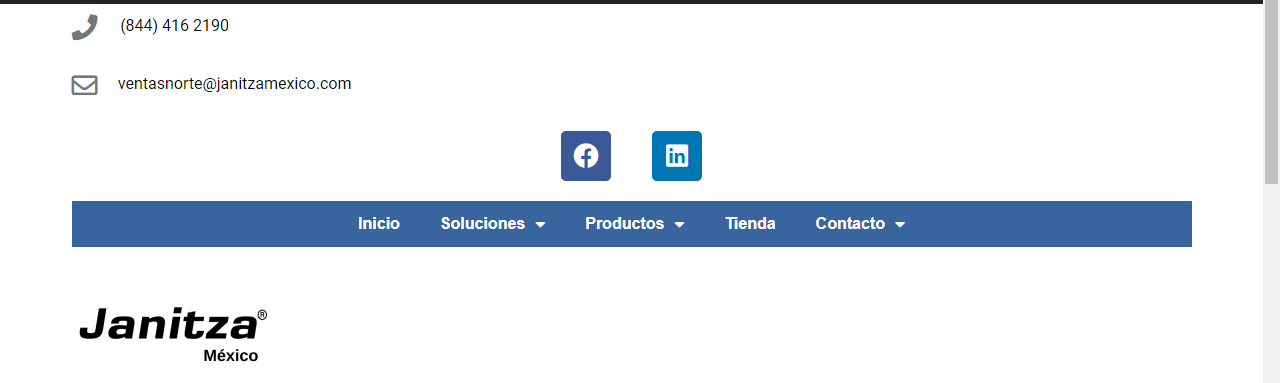 (844) 416 2190
ventasnorte@janitzamexico.com
Inicio Soluciones Productos Tienda Contacto
Janitza®
México